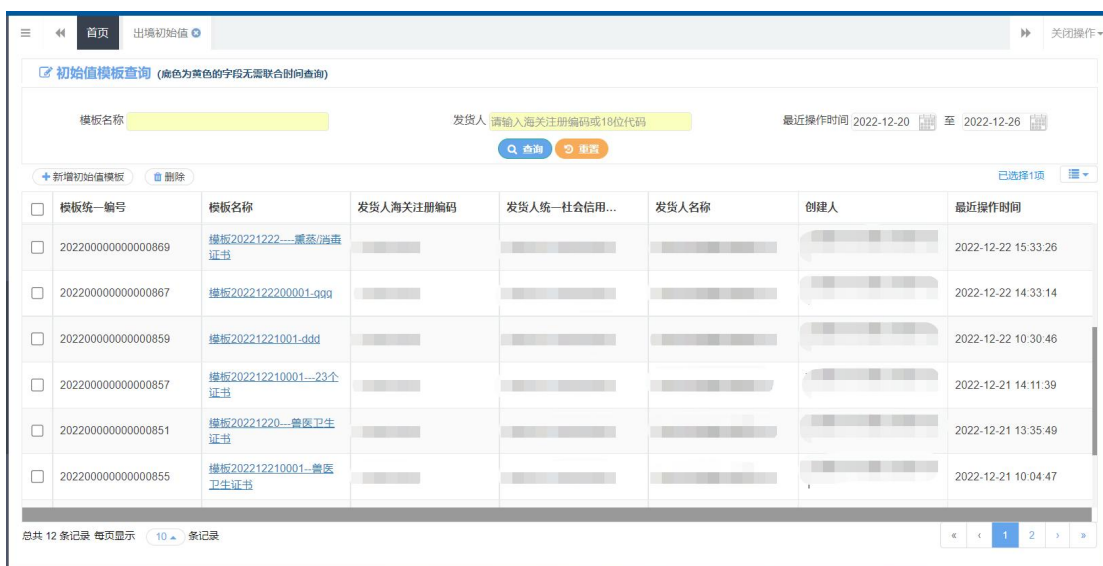 首页 出境初始值 关闭操作
初始值模板查询 (底色为黄色的字段无需联合时间查询)
模板名称 发货人 请输入海关注册编码或18位代码 最近操作时间 2022-12-20 至 2022-12-26
查询 重置
新增初始值模板 删除 已选择1项
模板统一编号 模板名称 发货人海关注册编码 发货人统一社会信用... 发货人名称 创建人 最近操作时间
202200000000000869 模板20221222----熏蒸/消毒 2022-12-22 15:33:26
证书
202200000000000867 模板2022122200001-qqq 2022-12-22 14:33:14
202200000000000859 模板20221221001-ddd 2022-12-22 10:30:46
202200000000000857 模板202212210001---23个 2022-12-21 14:11:39
证书
202200000000000851 模板20221220---兽医卫生 2022-12-21 13:35:49
证书
202200000000000855 模板202212210001--兽医 2022-12-21 10:04:47
卫生证书
总共 12 条记录 每页显示 10 条记录 « ‹ 1 2 › »